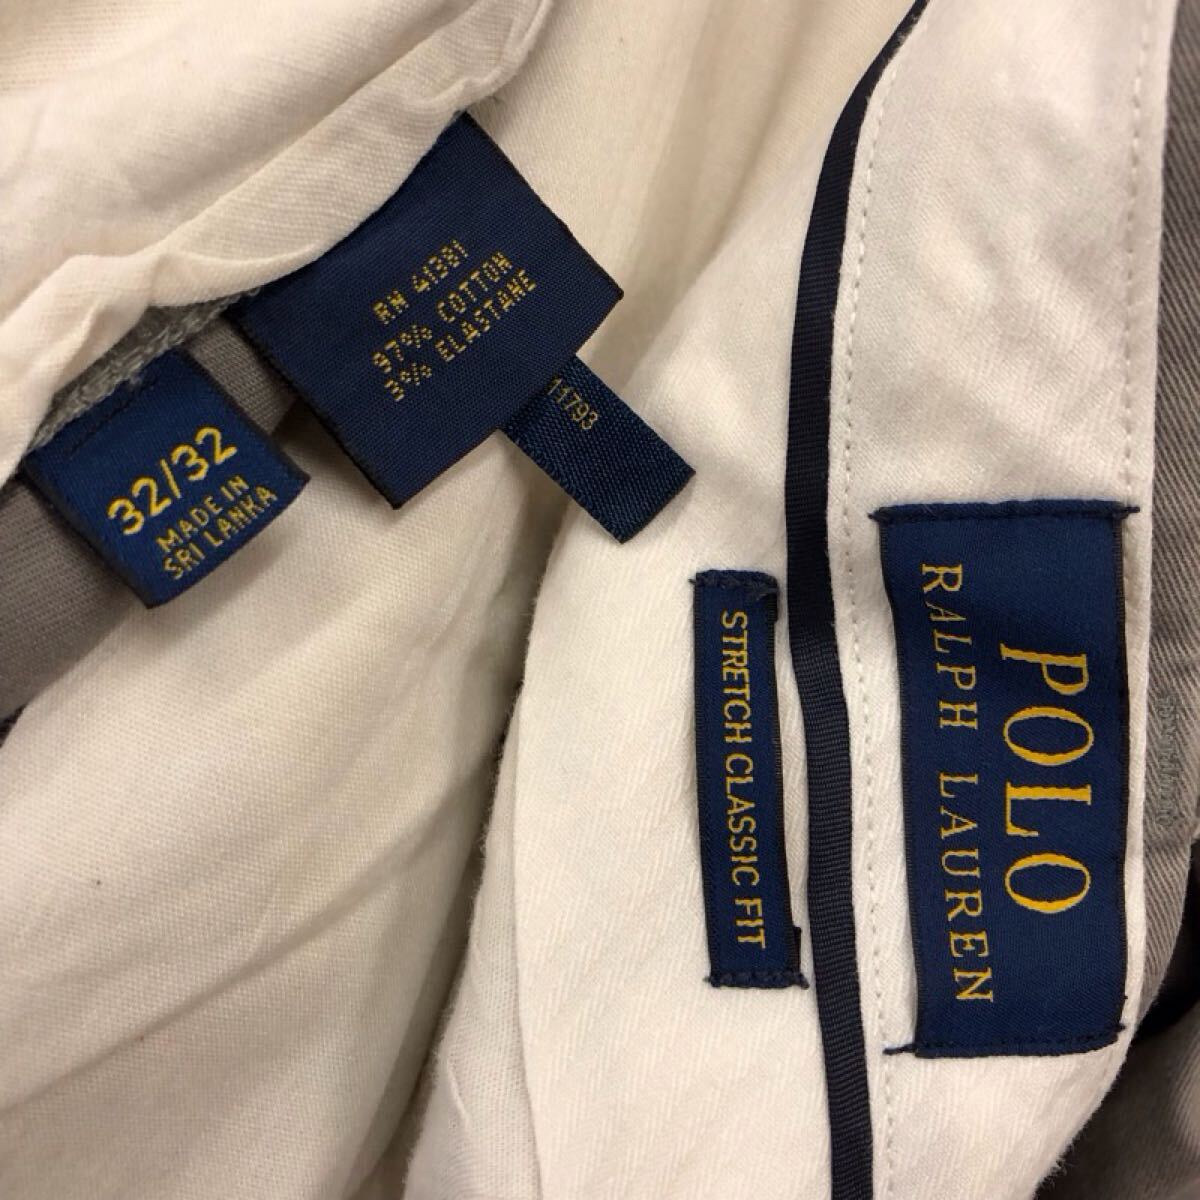 RN 41381
97% COTTON
3% ELASTANE
11793
32/32
MADE IN
SRI LANKA
STRETCH CLASSIC FIT
POLO
RALPH LAUREN